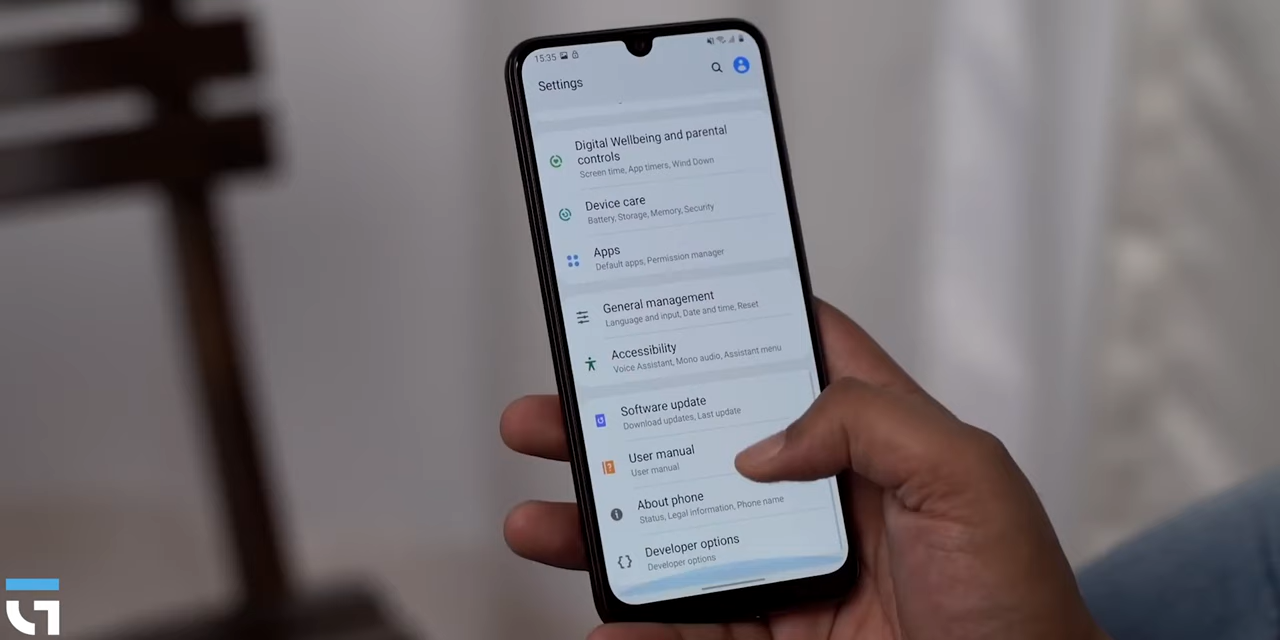 15:35
Settings
Digital Wellbeing and parental
controls
Screen time, App timers, Wind Down
Device care
Battery, Storage, Memory, Security
Apps
Default apps, Permission manager
General management
Language and input, Date and time, Reset
Accessibility
Voice Assistant, Mono audio, Assistant menu
Software update
Download updates, Last update
User manual
User manual
About phone
Status, Legal information, Phone name
Developer options
Developer options